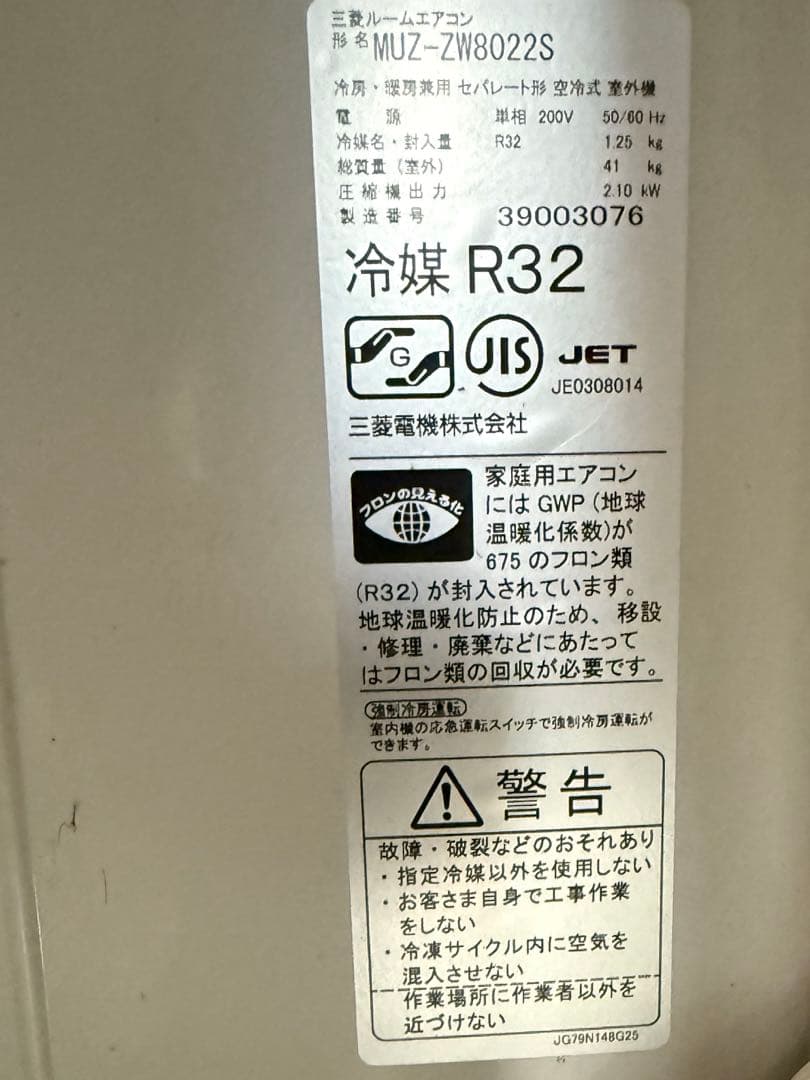 三菱ルームエアコン
形名 MUZ-ZW8022S
冷房・暖房兼用 セパレート形 空冷式 室外機
電源 単相 200V 50/60 Hz
冷媒名・封入量 R32 1.25 kg
総質量（室外） 41 kg
圧縮機出力 2.10 kW
製造番号 39003076
冷媒 R32
G
JIS
JET
JE0308014
三菱電機株式会社
フロンの見える化
家庭用エアコン
にはGWP（地球
温暖化係数)が
675のフロン類
(R32）が封入されています。
地球温暖化防止のため、移設
・修理・廃棄などにあたって
はフロン類の回収が必要です。
強制冷房運転
室内機の応急運転スイッチで強制冷房運転が
できます。
警告
故障・破裂などのおそれあり
・指定冷媒以外を使用しない
・お客さま自身で工事作業
をしない
・冷凍サイクル内に空気を
混入させない
作業場所に作業者以外を
近づけない
JG79N148G25